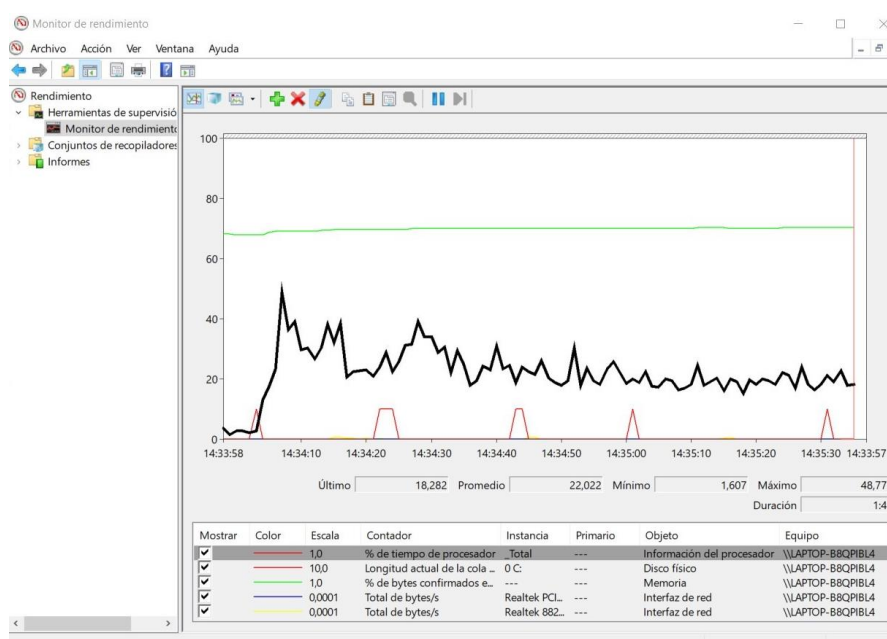 Monitor de rendimiento
Archivo Acción Ver Ventana Ayuda
Rendimiento
Herramientas de supervisió
Monitor de rendimiento
Conjuntos de recopiladores
Informes
100
80
60
40
20
0
14:33:58 14:34:10 14:34:20 14:34:30 14:34:40 14:34:50 14:35:00 14:35:10 14:35:20 14:35:30 14:33:57
Último 18,282 Promedio 22,022 Mínimo 1,607 Máximo 48,77
Duración 1:4
Mostrar Color Escala Contador Instancia Primario Objeto Equipo
1,0 % de tiempo de procesador _Total --- Información del procesador \\LAPTOP-B8QPIBL4
10,0 Longitud actual de la cola ... 0 C: --- Disco físico \\LAPTOP-B8QPIBL4
1,0 % de bytes confirmados e... --- --- Memoria \\LAPTOP-B8QPIBL4
0,0001 Total de bytes/s Realtek PCI... --- Interfaz de red \\LAPTOP-B8QPIBL4
0,0001 Total de bytes/s Realtek 882... --- Interfaz de red \\LAPTOP-B8QPIBL4